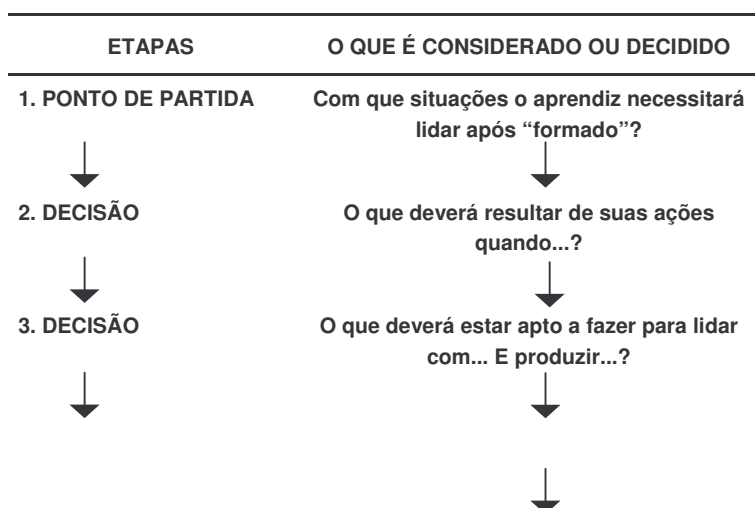 ETAPAS O QUE É CONSIDERADO OU DECIDIDO
1. PONTO DE PARTIDA Com que situações o aprendiz necessitará
lidar após “formado”?
2. DECISÃO O que deverá resultar de suas ações
quando...?
3. DECISÃO O que deverá estar apto a fazer para lidar
com... E produzir...?